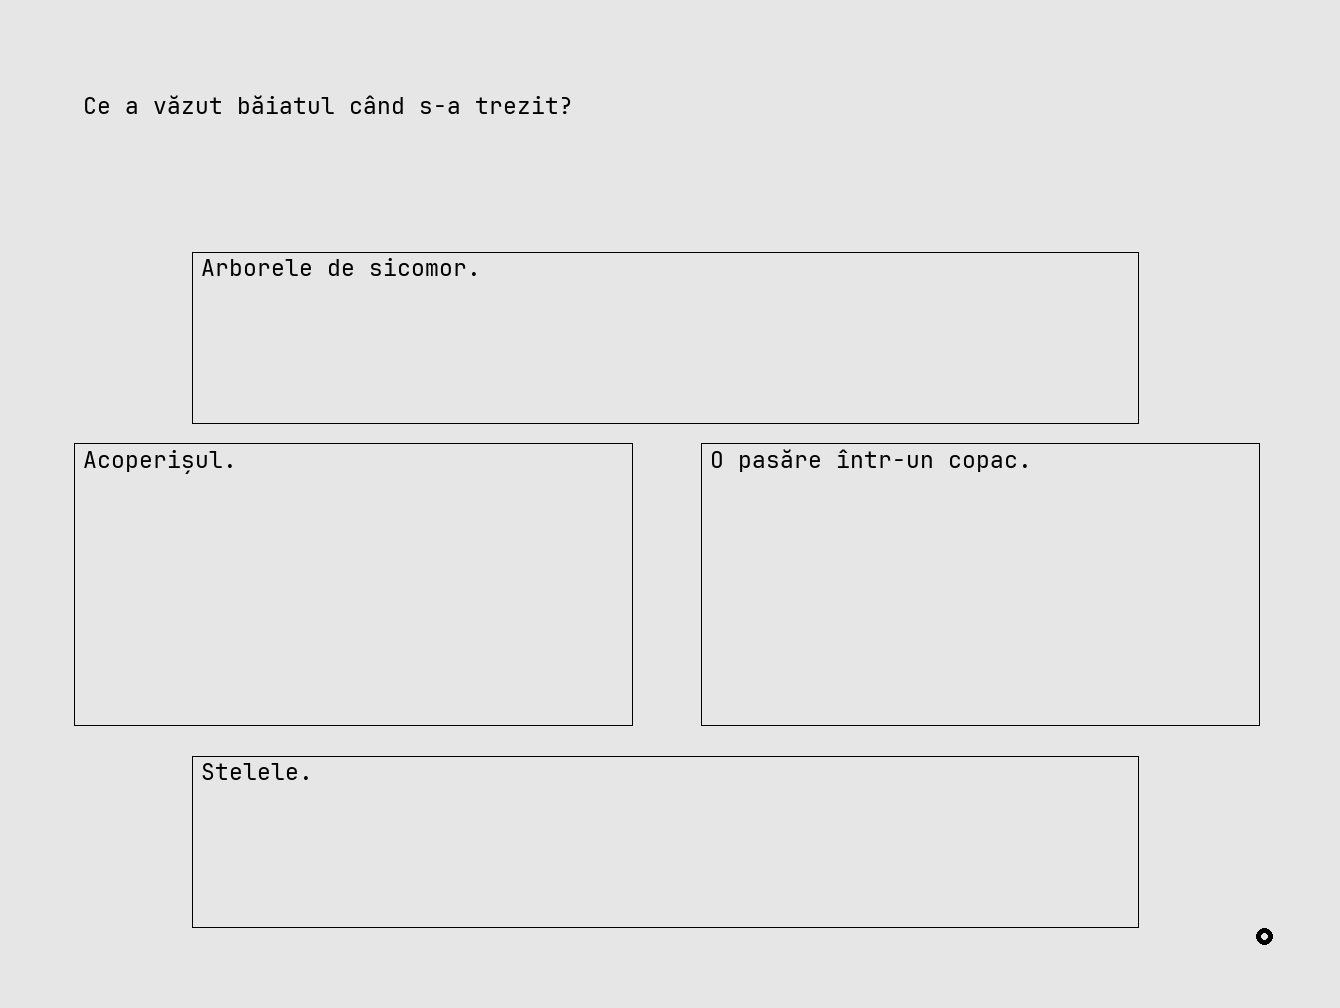 Ce a văzut băiatul când s-a trezit?
Arborele de sicomor.
Acoperișul.
O pasăre într-un copac.
Stelele.